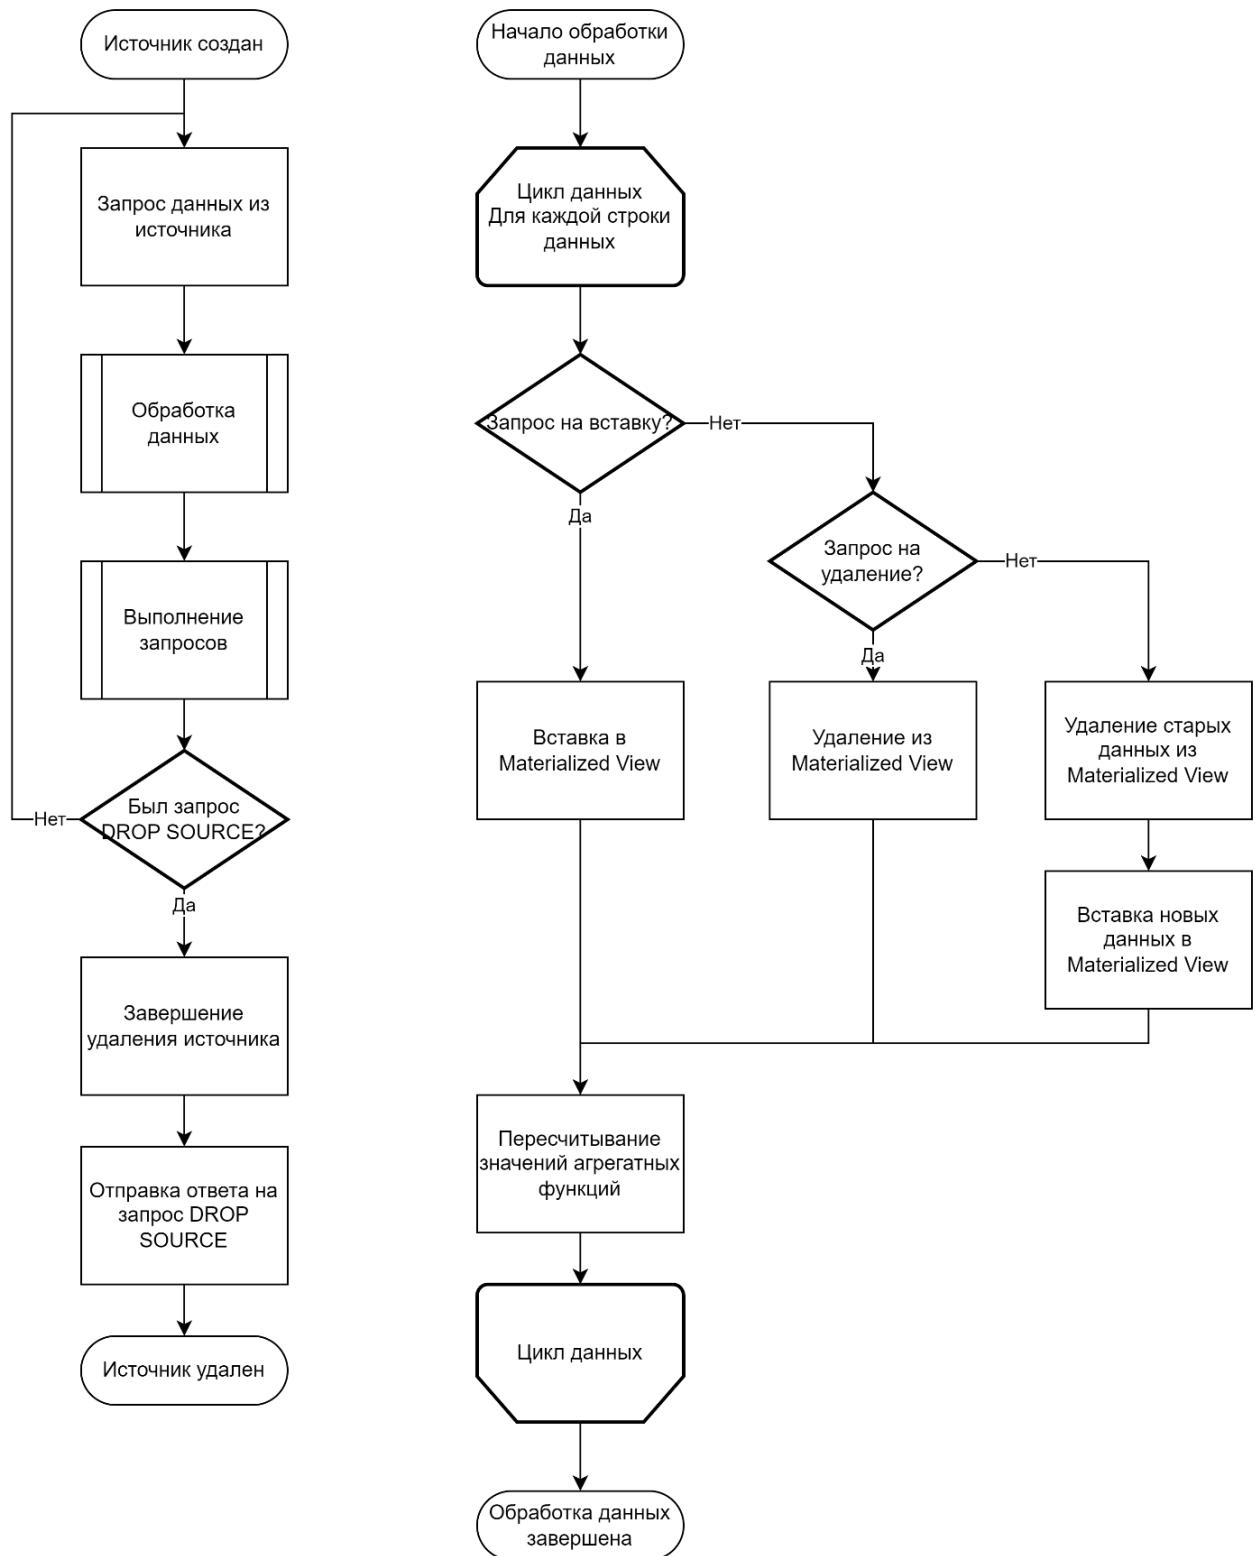 Источник создан
Запрос данных из
источника
Обработка
данных
Выполнение
запросов
Был запрос
DROP SOURCE?
Нет
Да
Завершение
удаления источника
Отправка ответа на
запрос DROP
SOURCE
Источник удален
Начало обработки
данных
Цикл данных
Для каждой строки
данных
Запрос на вставку?
Нет
Да
Запрос на
удаление?
Нет
Да
Вставка в
Materialized View
Удаление из
Materialized View
Удаление старых
данных из
Materialized View
Вставка новых
данных в
Materialized View
Пересчитывание
значений агрегатных
функций
Цикл данных
Обработка данных
завершена